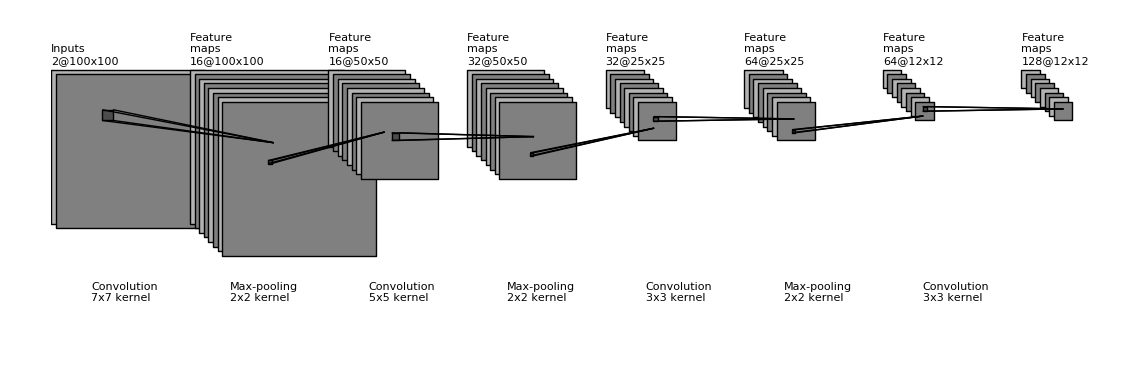 Inputs
2@100x100
Feature
maps
16@100x100
Feature
maps
16@50x50
Feature
maps
32@50x50
Feature
maps
32@25x25
Feature
maps
64@25x25
Feature
maps
64@12x12
Feature
maps
128@12x12
Convolution
7x7 kernel
Max-pooling
2x2 kernel
Convolution
5x5 kernel
Max-pooling
2x2 kernel
Convolution
3x3 kernel
Max-pooling
2x2 kernel
Convolution
3x3 kernel